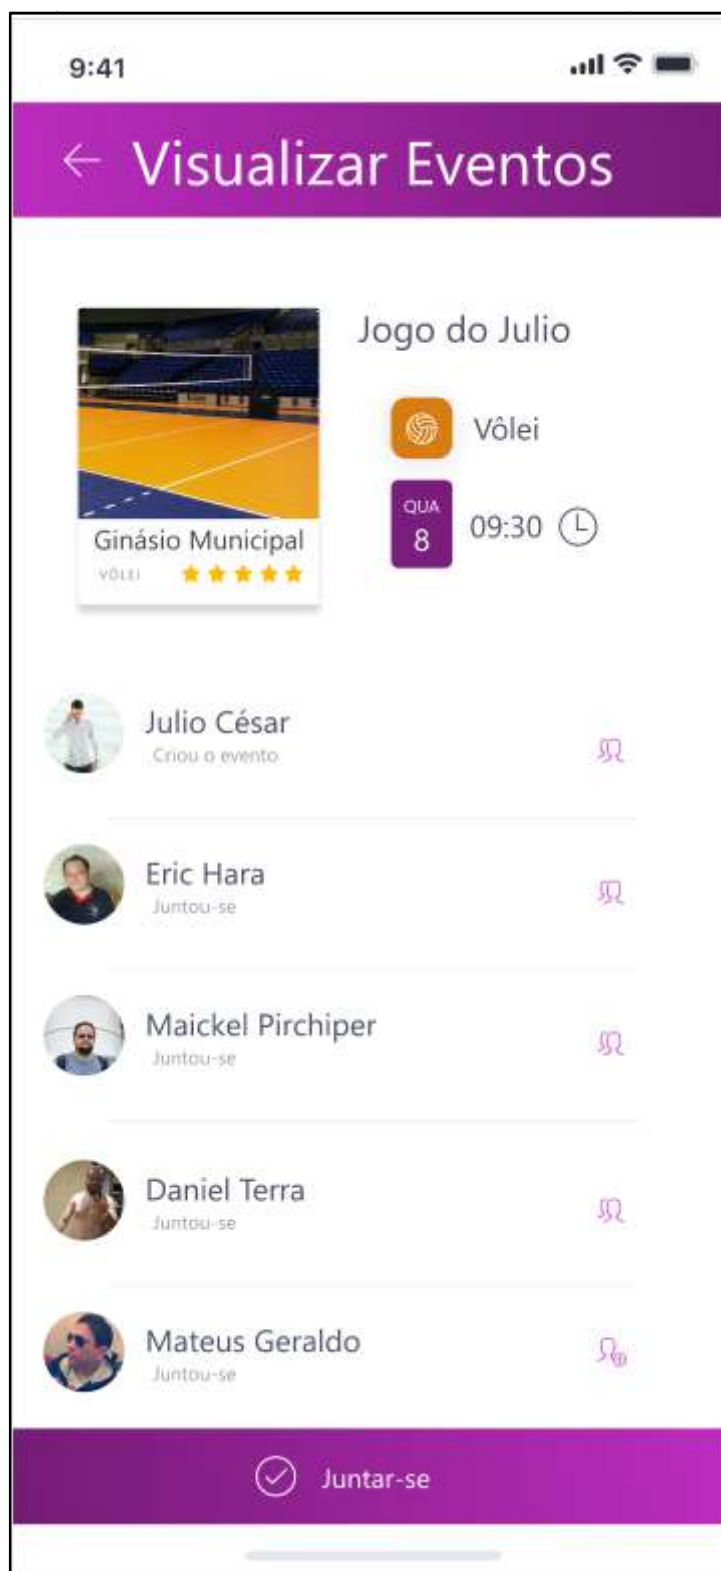 9:41
Visualizar Eventos
Jogo do Julio
Vôlei
QUA
8
09:30
Ginásio Municipal
VÔLEI
Julio César
Criou o evento
Eric Hara
Juntou-se
Maickel Pirchiper
Juntou-se
Daniel Terra
Juntou-se
Mateus Geraldo
Juntou-se
Juntar-se